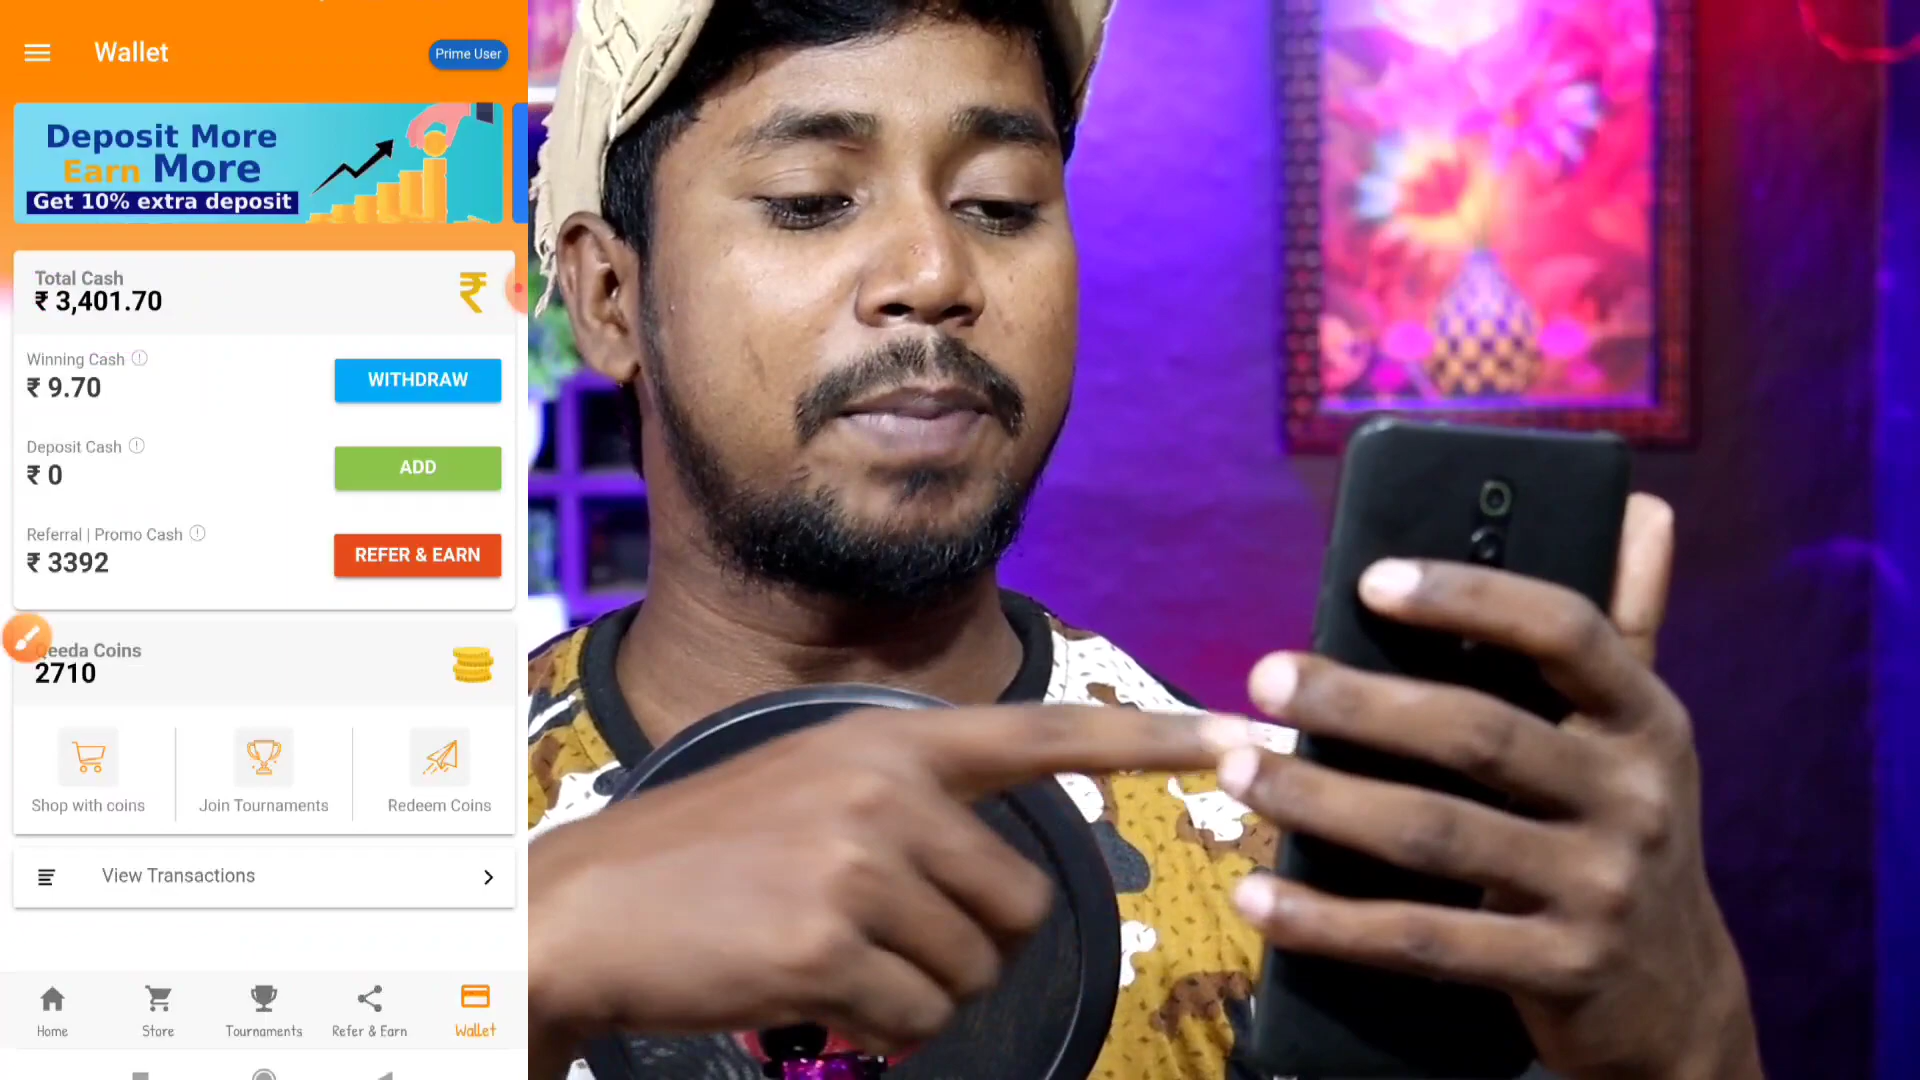 Wallet
Prime User
Deposit More
Earn More
Get 10% extra deposit
Total Cash
₹ 3,401.70
₹
Winning Cash
₹ 9.70
WITHDRAW
Deposit Cash
₹ 0
ADD
Referral | Promo Cash
₹ 3392
REFER & EARN
Qeeda Coins
2710
Shop with coins
Join Tournaments
Redeem Coins
View Transactions
Home
Store
Tournaments
Refer & Earn
Wallet